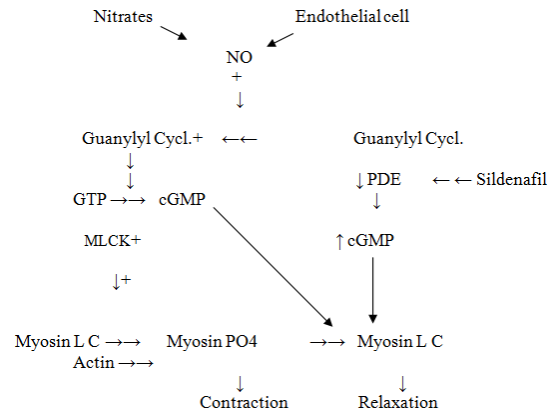 Nitrates Endothelial cell
NO
+
↓
Guanylyl Cycl.+ ←← Guanylyl Cycl.
↓
↓ ↓ PDE ←← Sildenafil
GTP →→ cGMP ↓
MLCK+ ↑ cGMP
↓+
Myosin L C →→ Myosin PO4 →→ Myosin L C
Actin →→
↓ ↓
Contraction Relaxation